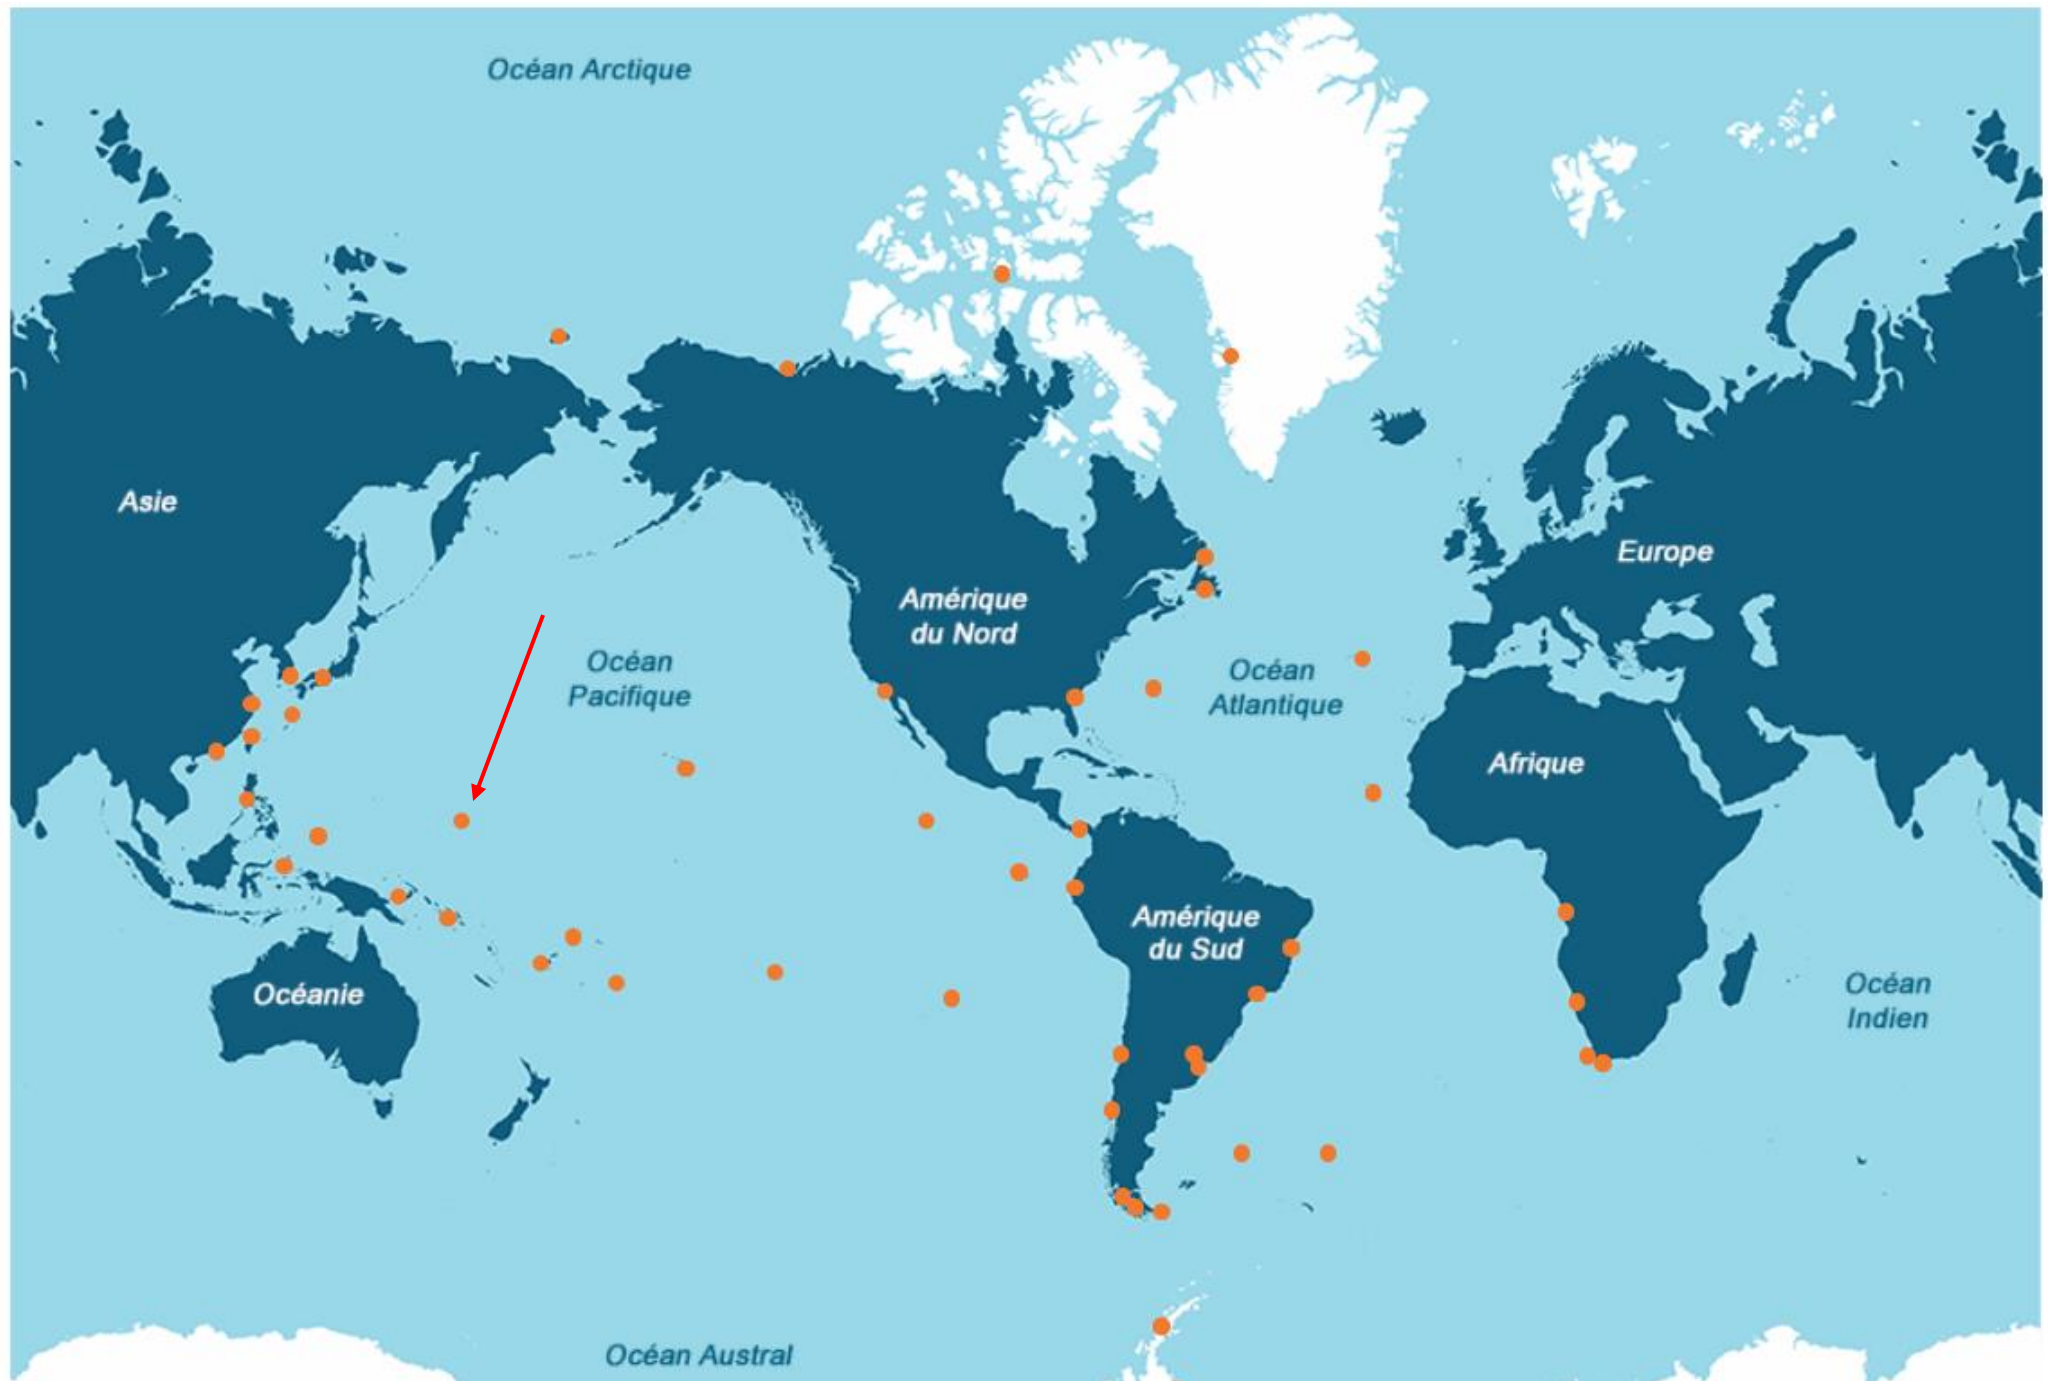 Océan Arctique
Asie
Europe
Amérique
du Nord
Océan
Pacifique
Océan
Atlantique
Afrique
Amérique
du Sud
Océanie
Océan
Indien
Océan Austral